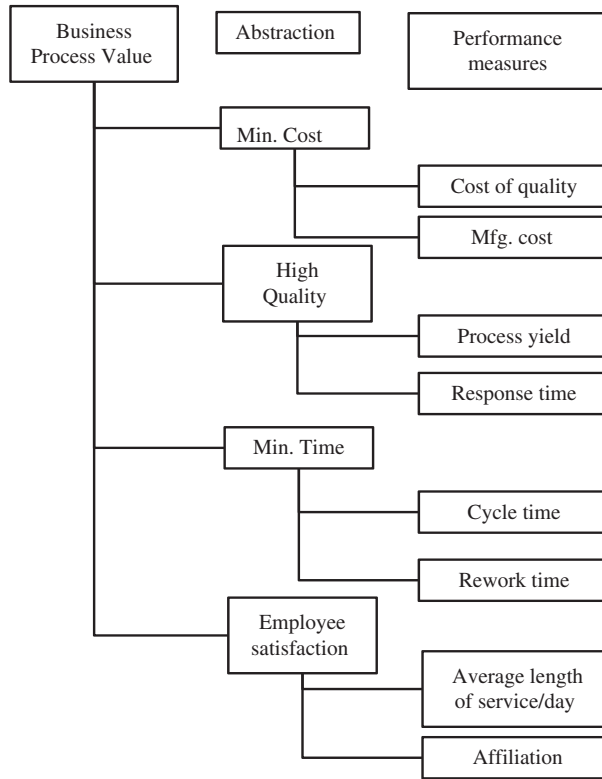 Business
Process Value
Abstraction
Performance
measures
Min. Cost
Cost of quality
Mfg. cost
High
Quality
Process yield
Response time
Min. Time
Cycle time
Rework time
Employee
satisfaction
Average length
of service/day
Affiliation